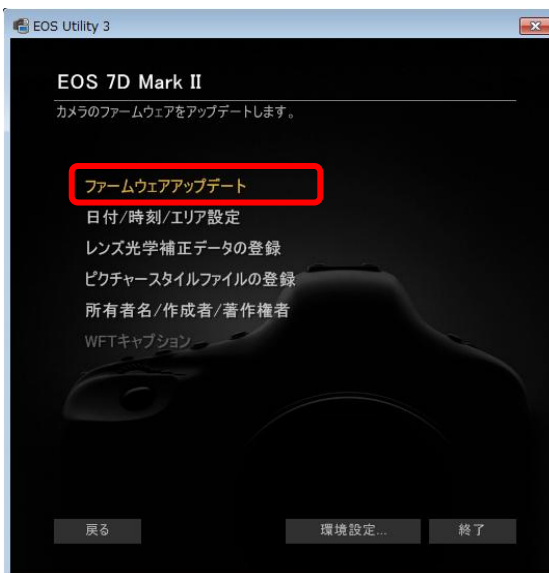 EOS Utility 3
EOS 7D Mark II
カメラのファームウェアをアップデートします。
ファームウェアアップデート
日付/時刻/エリア設定
レンズ光学補正データの登録
ピクチャースタイルファイルの登録
所有者名/作成者/著作権者
WFTキャプション
戻る 環境設定... 終了